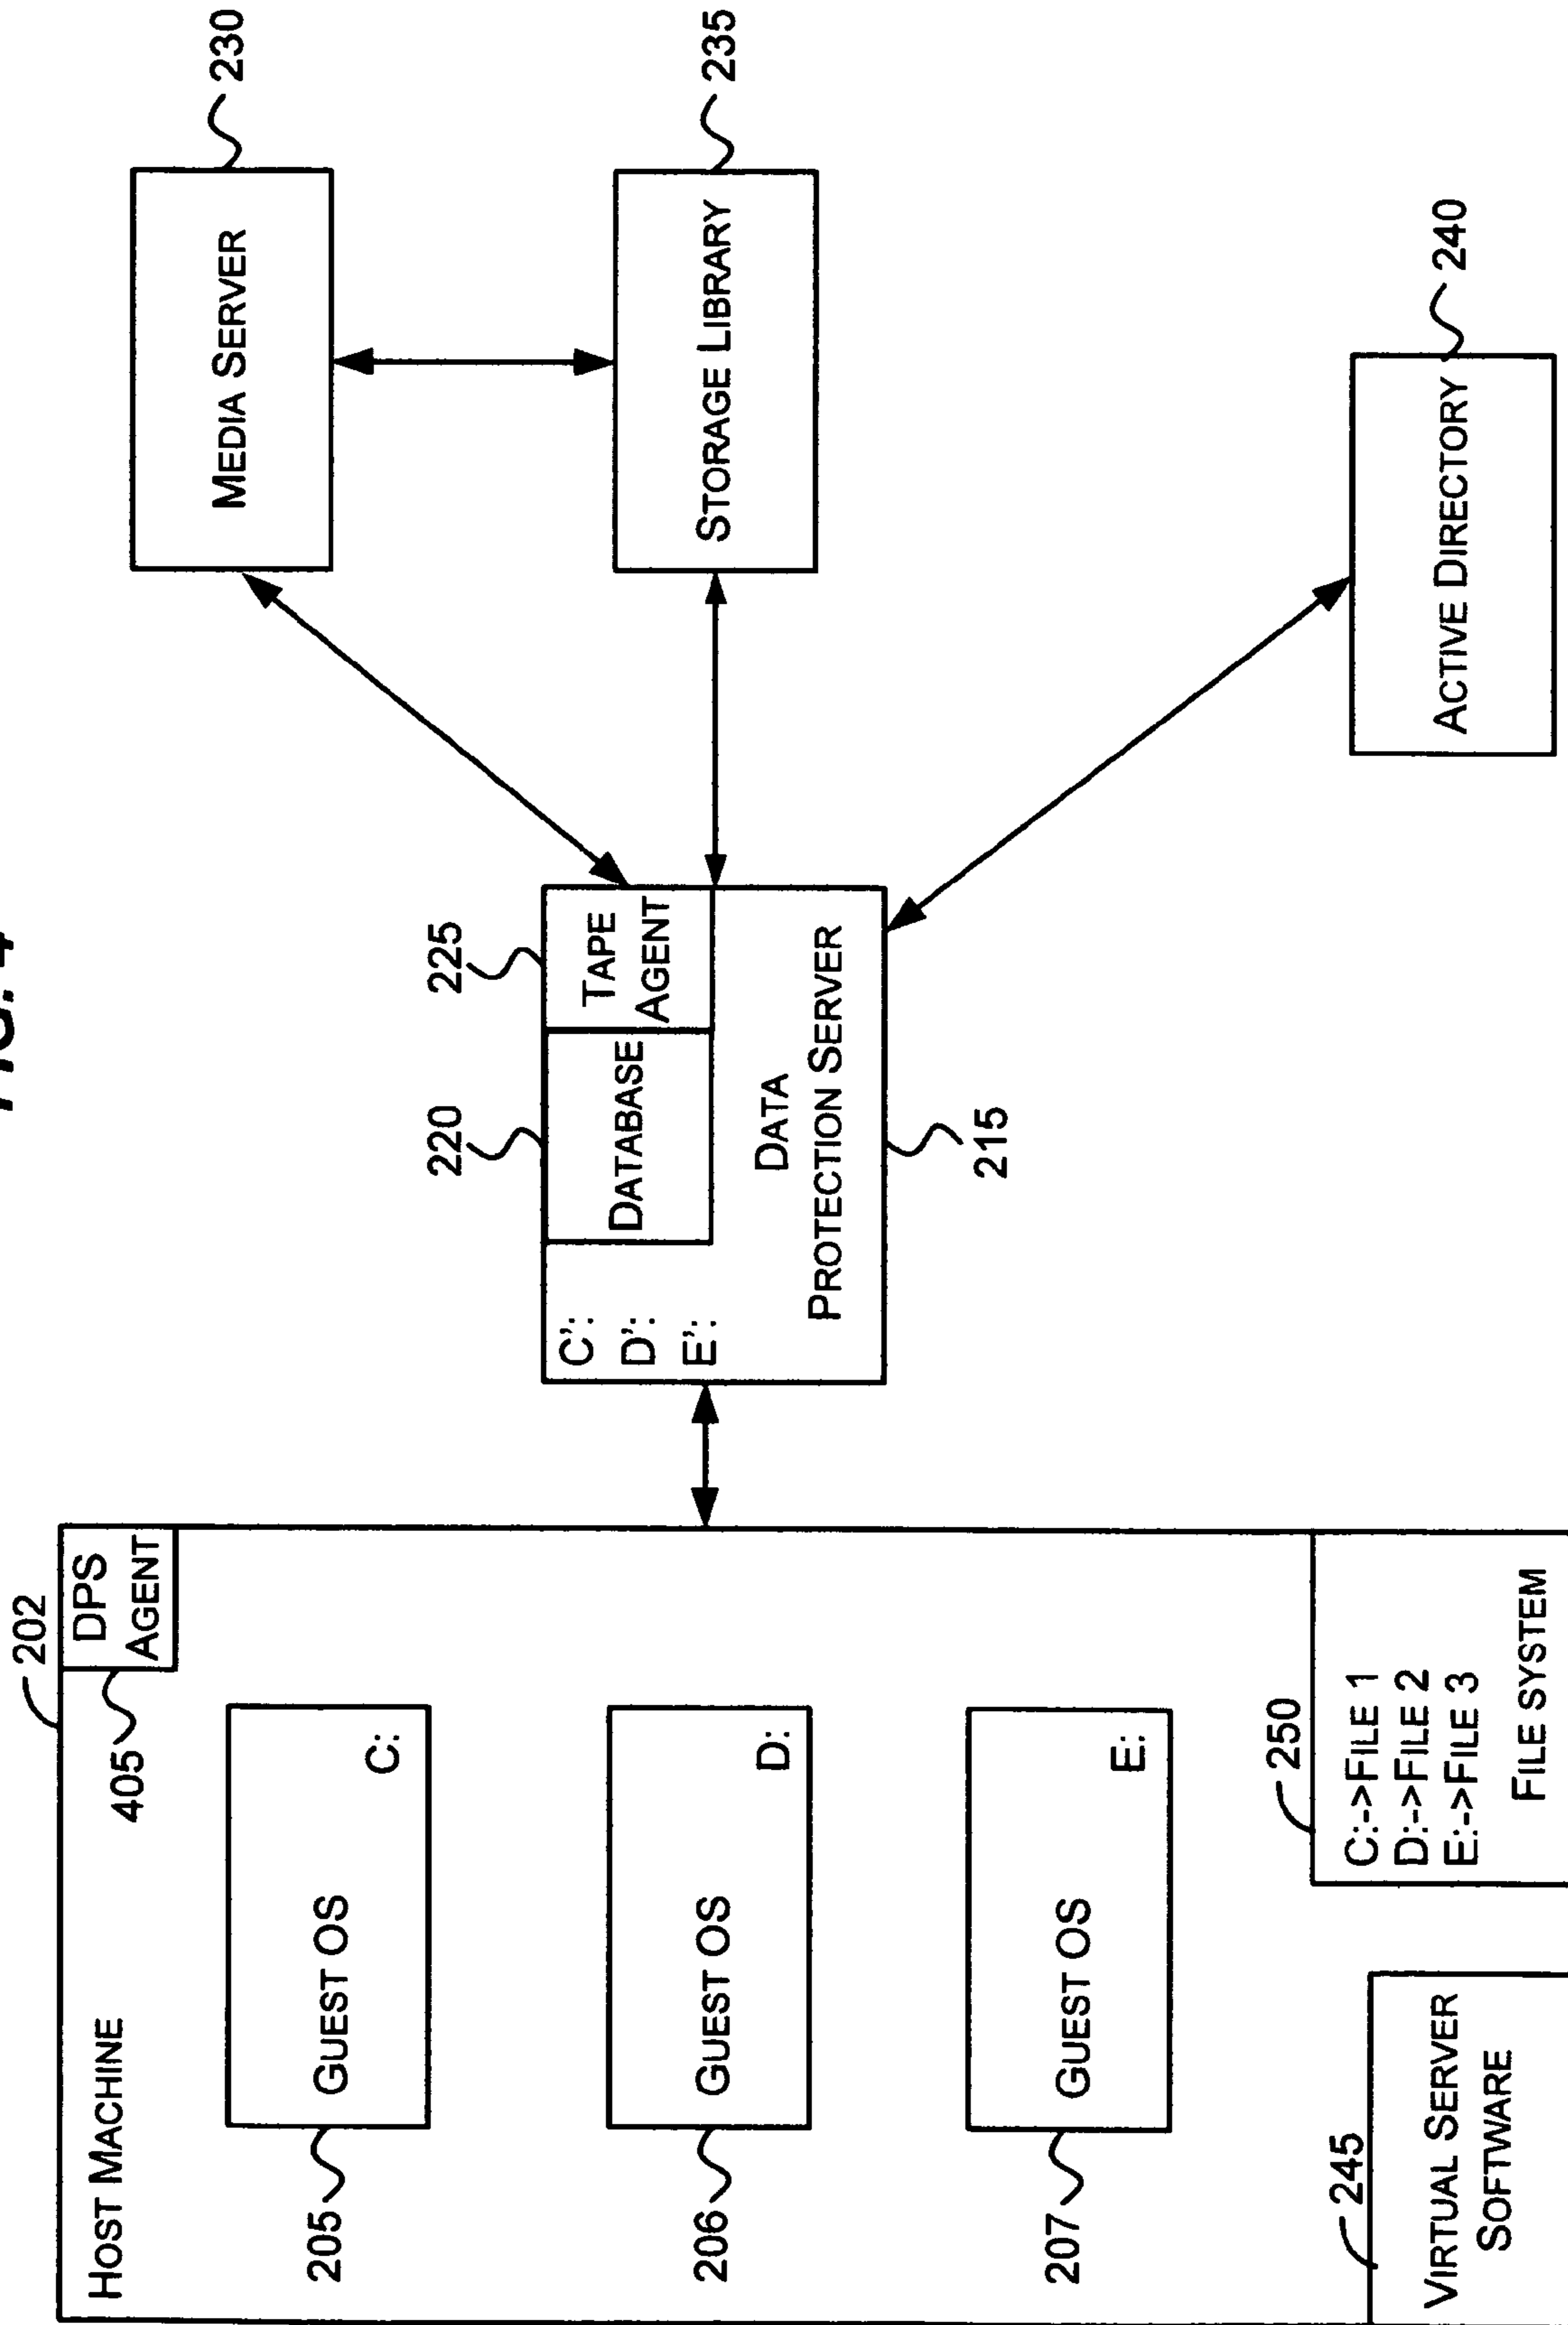 FIG. 4
HOST MACHINE
202
DPS
AGENT
405
GUEST OS
C:
205
GUEST OS
D:
206
GUEST OS
E:
207
245
VIRTUAL SERVER
SOFTWARE
250
C:->FILE 1
D:->FILE 2
E:->FILE 3
FILE SYSTEM
C':
D':
E':
220
DATABASE
225
TAPE
AGENT
DATA
PROTECTION SERVER
215
MEDIA SERVER
230
STORAGE LIBRARY
235
ACTIVE DIRECTORY
240